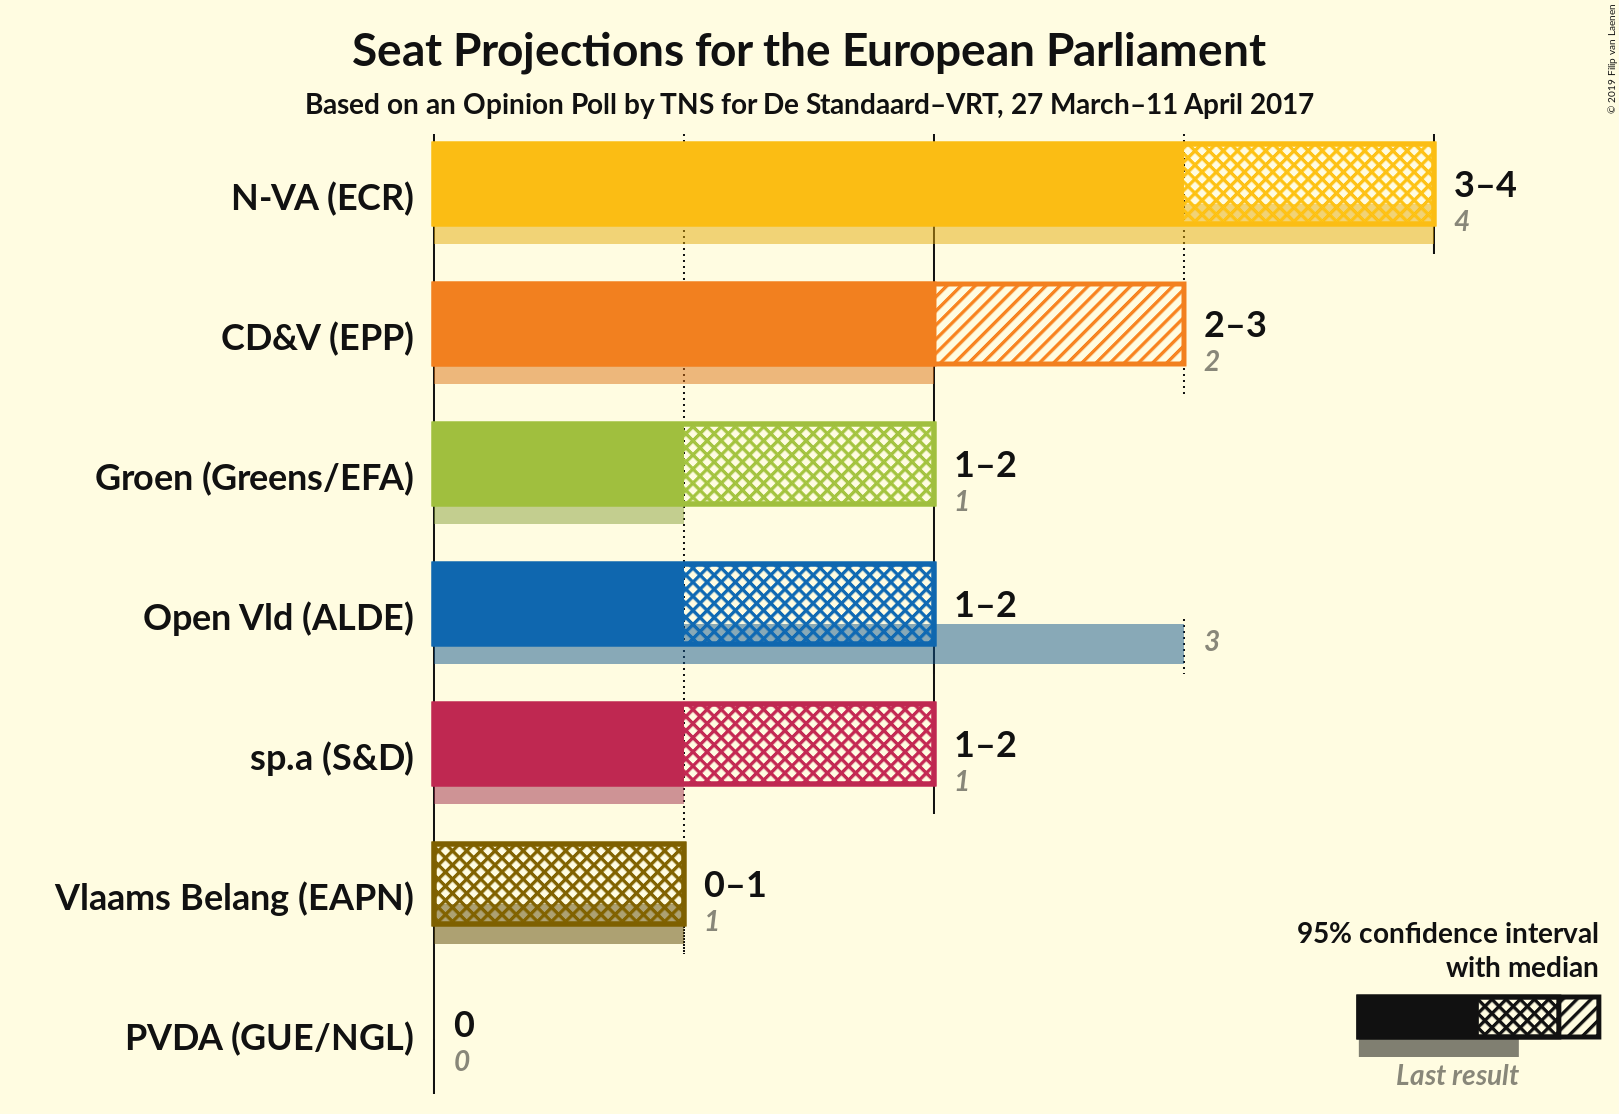 Seat Projections for the European Parliament
Based on an Opinion Poll by TNS for De Standaard–VRT, 27 March–11 April 2017
© 2019 Filip van Laenen
N-VA (ECR)
3–4
4
CD&V (EPP)
2–3
2
Groen (Greens/EFA)
1–2
1
Open Vld (ALDE)
1–2
3
sp.a (S&D)
1–2
1
Vlaams Belang (EAPN)
0–1
1
PVDA (GUE/NGL)
0
0
95% confidence interval
with median
Last result